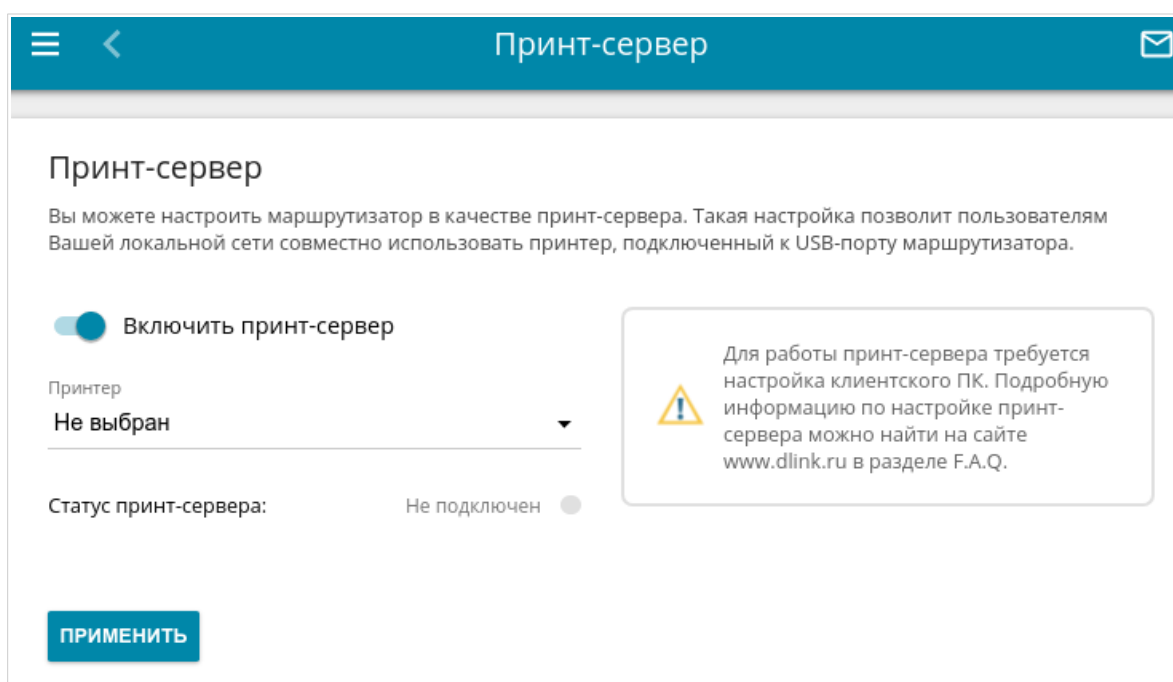 Принт-сервер
Принт-сервер
Вы можете настроить маршрутизатор в качестве принт-сервера. Такая настройка позволит пользователям
Вашей локальной сети совместно использовать принтер, подключенный к USB-порту маршрутизатора.
Включить принт-сервер
Принтер
Не выбран
Статус принт-сервера:
Не подключен
Для работы принт-сервера требуется
настройка клиентского ПК. Подробную
информацию по настройке принт-
сервера можно найти на сайте
www.dlink.ru в разделе F.A.Q.
ПРИМЕНИТЬ